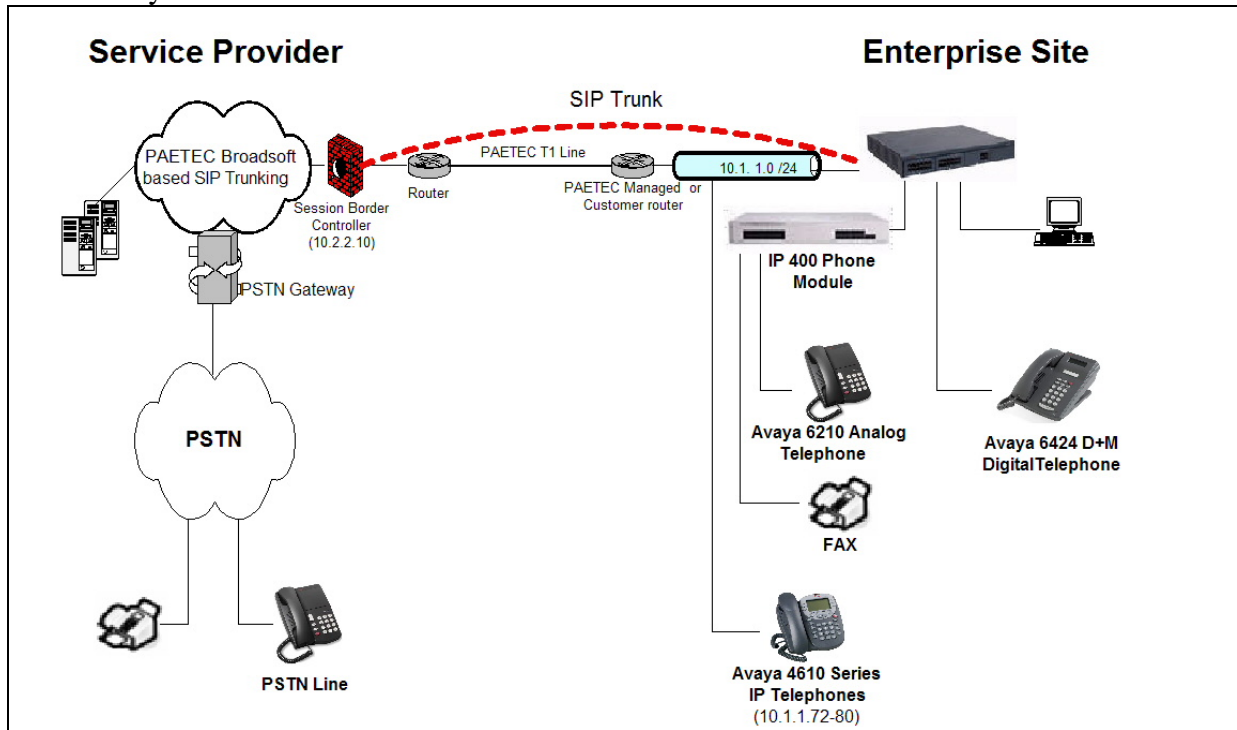 Service Provider
Enterprise Site
SIP Trunk
PAETEC Broadsoft
based SIP Trunking
PAETEC T1 Line
10.1. 1.0 /24
Router
PAETEC Managed or
Customer router
Session Border
Controller
(10.2.2.10)
IP 400 Phone
Module
PSTN Gateway
Avaya 6210 Analog
Telephone
Avaya 6424 D+M
DigitalTelephone
PSTN
FAX
PSTN Line
Avaya 4610 Series
IP Telephones
(10.1.1.72-80)